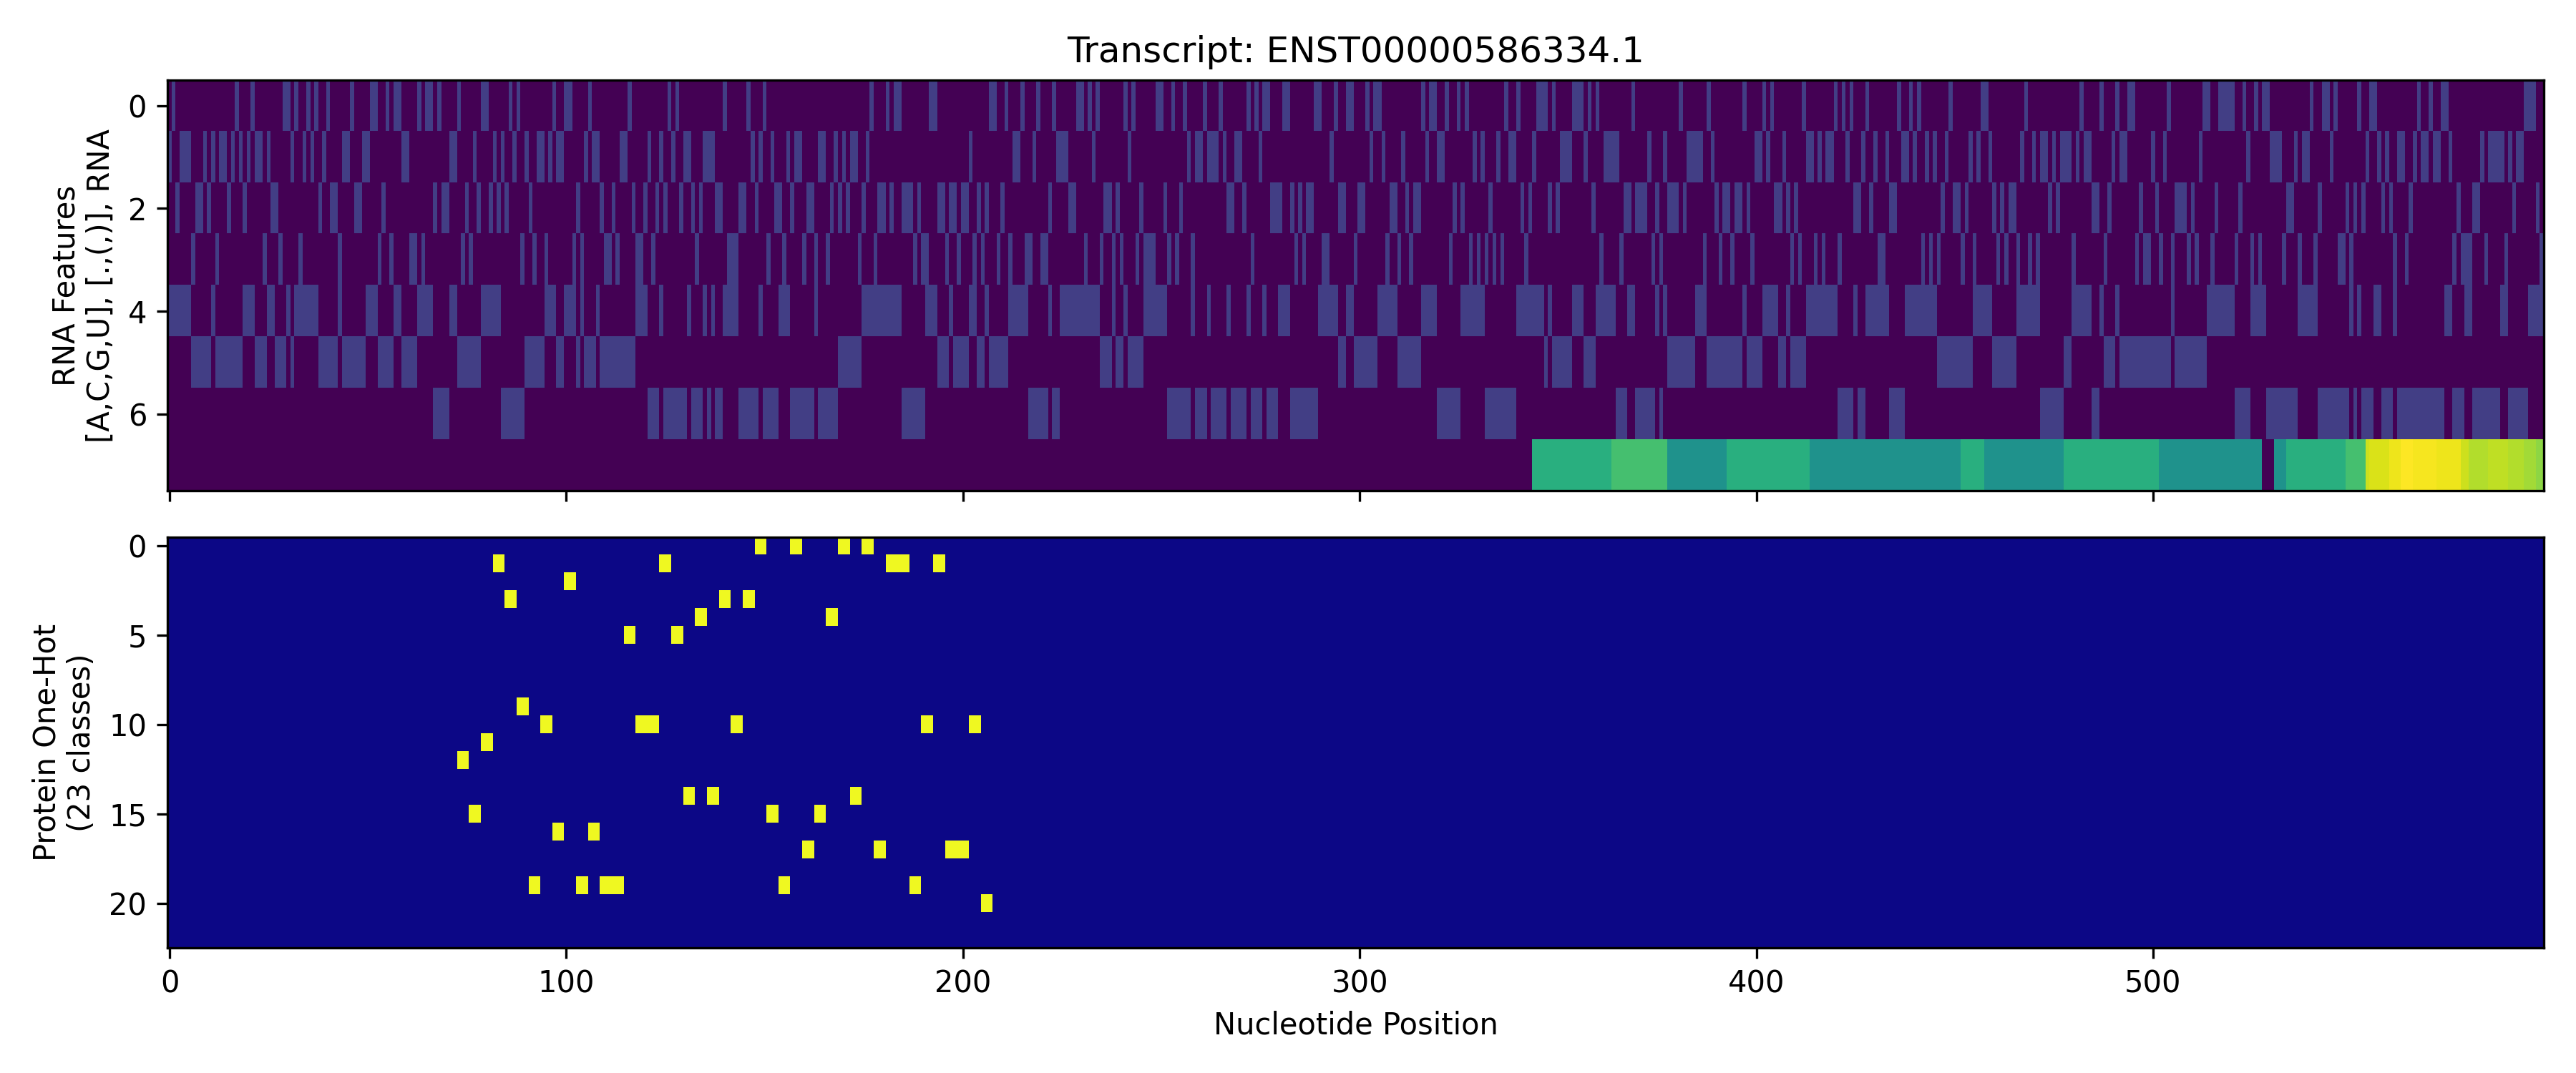 Transcript: ENST00000586334.1
RNA Features
[A,C,G,U], [.,(,)], RNA
0
2
4
6
Protein One-Hot
(23 classes)
0
5
10
15
20
0
100
200
300
400
500
Nucleotide Position